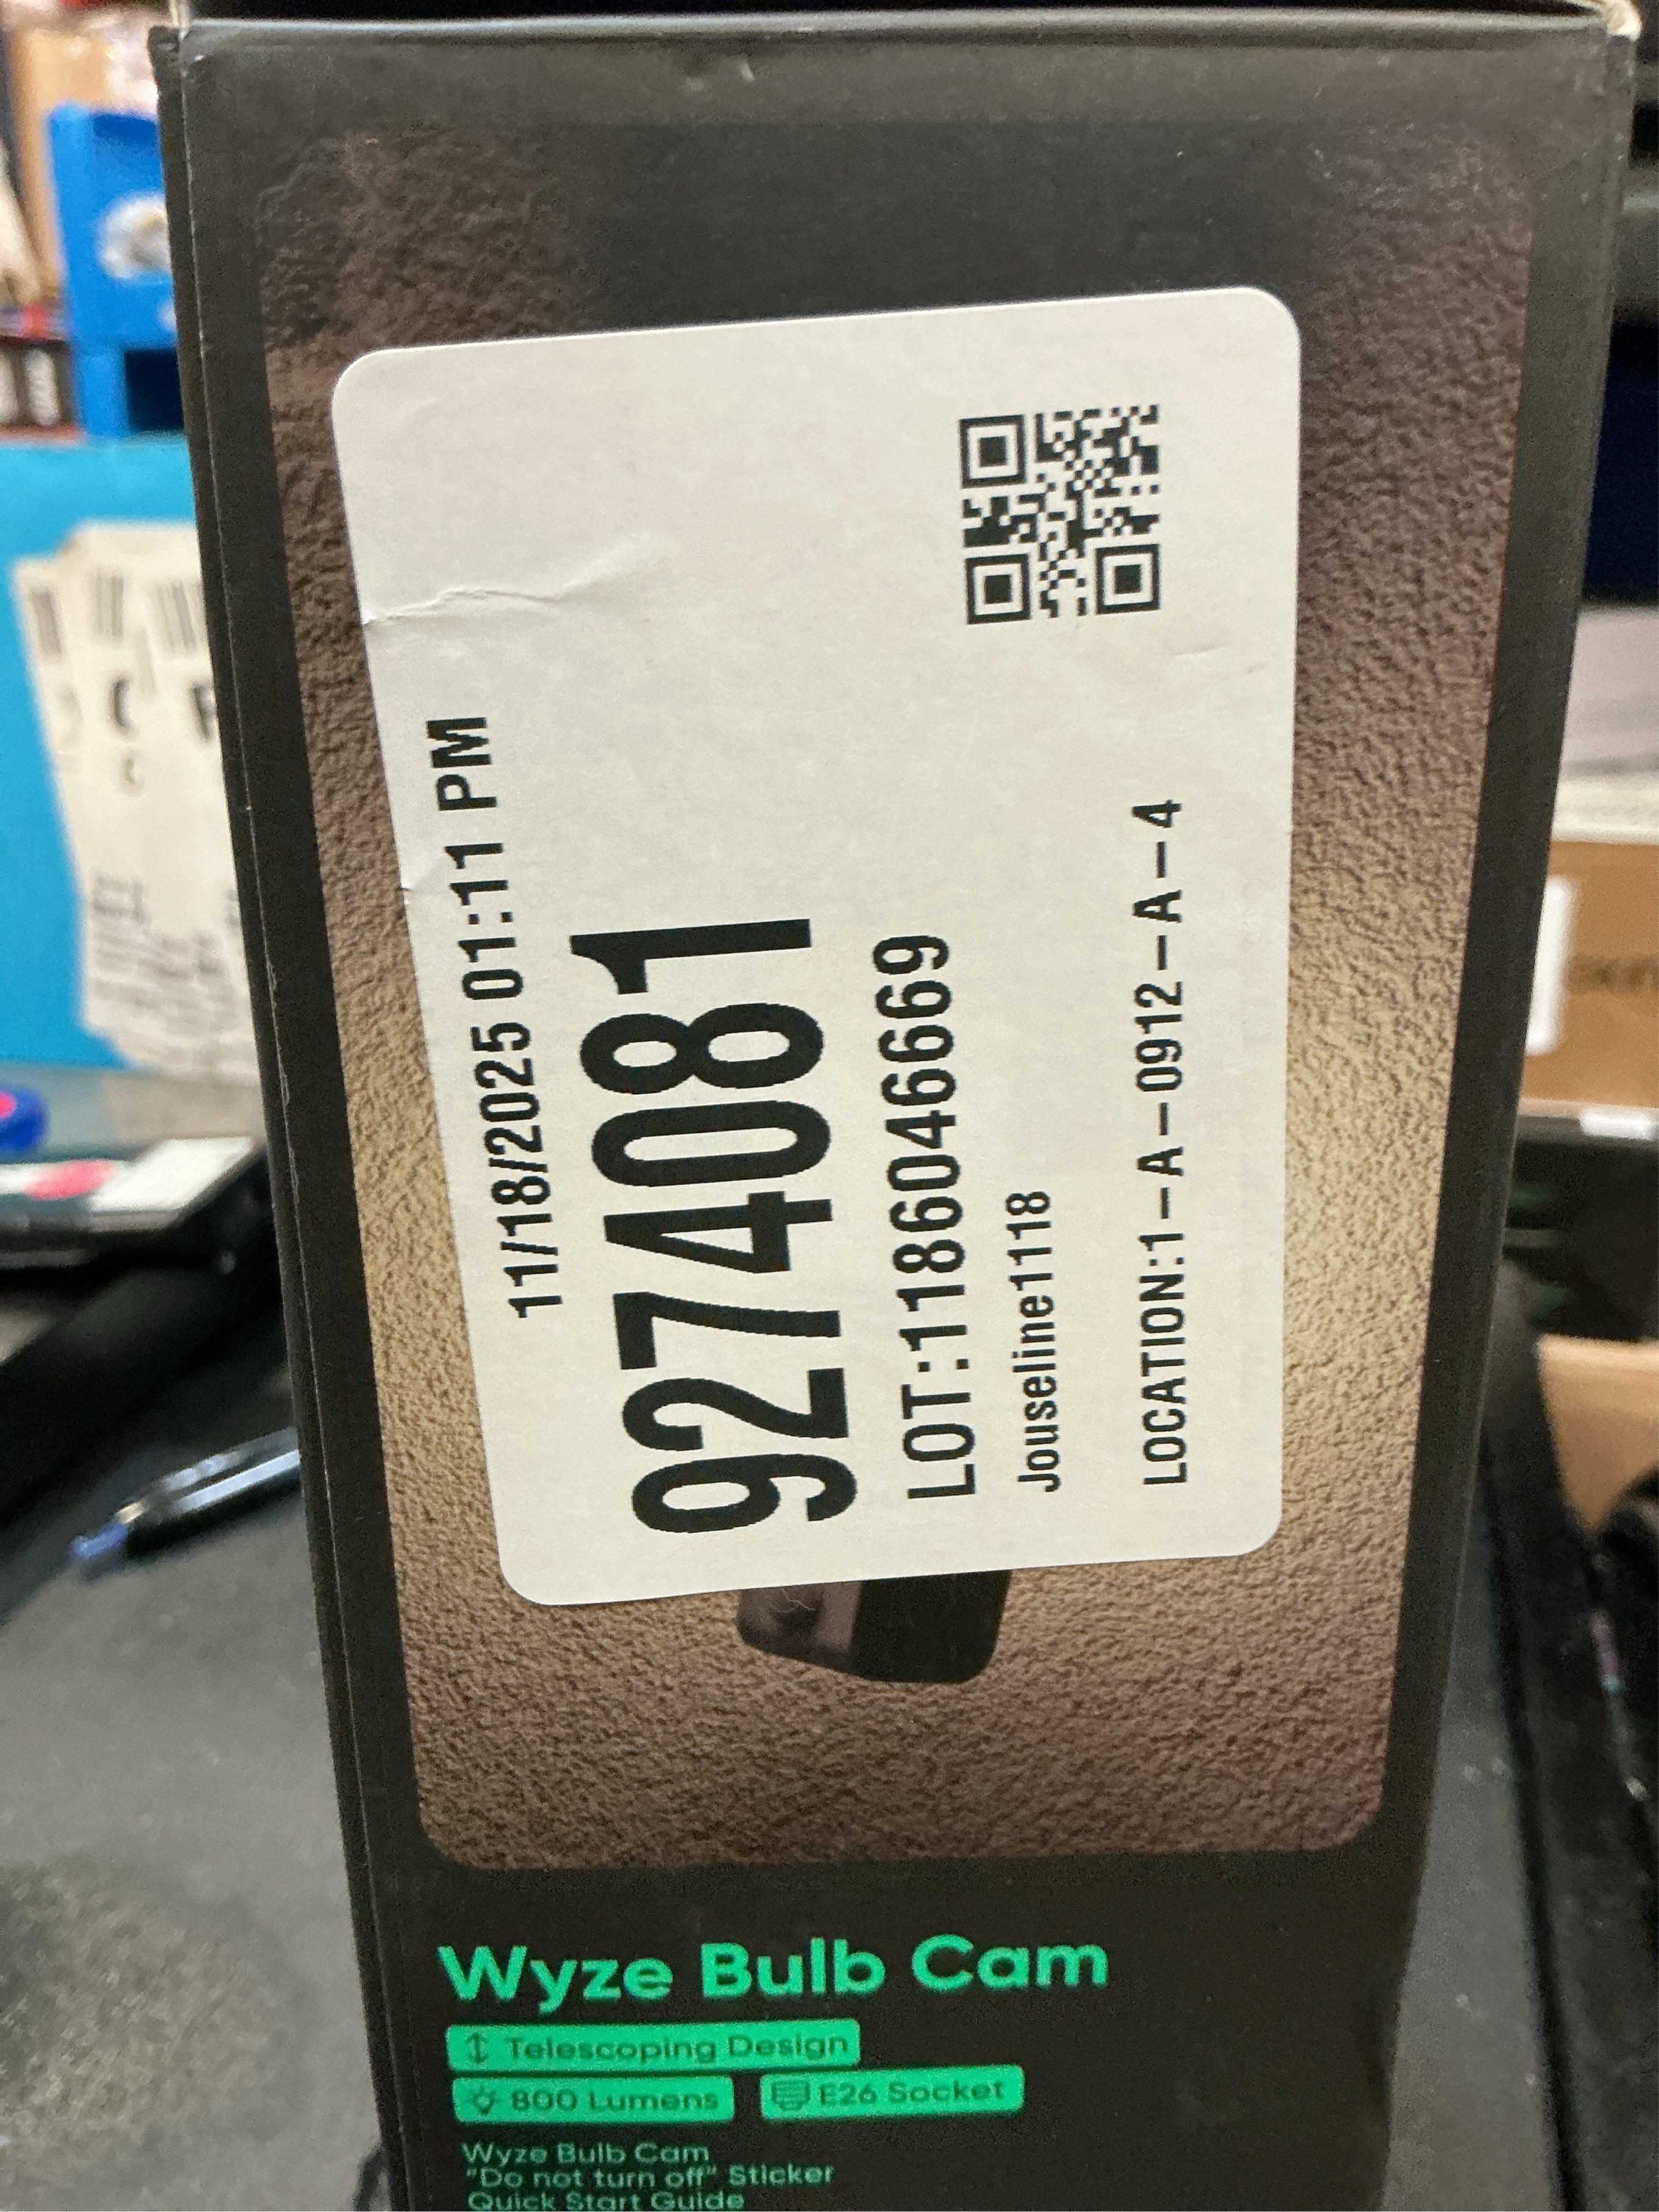 11/18/2025 01:11 PM
9274081
LOT:118604669
Jouseline1118
LOCATION:1-A-0912-A-4
Wyze Bulb Cam
Telescoping Design
800 Lumens
E26 Socket
Wyze Bulb Cam
"Do not turn off" Sticker
Quick Start Guide